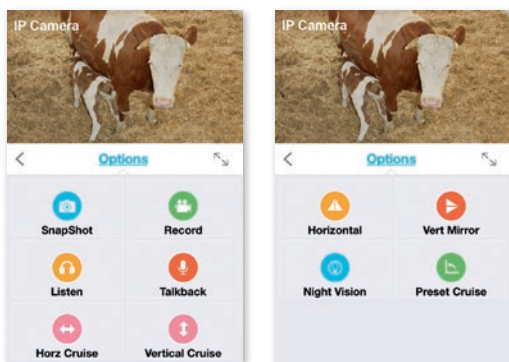 IP Camera
Options
SnapShot
Record
Listen
Talkback
Horz Cruise
Vertical Cruise
IP Camera
Options
Horizontal
Vert Mirror
Night Vision
Preset Cruise